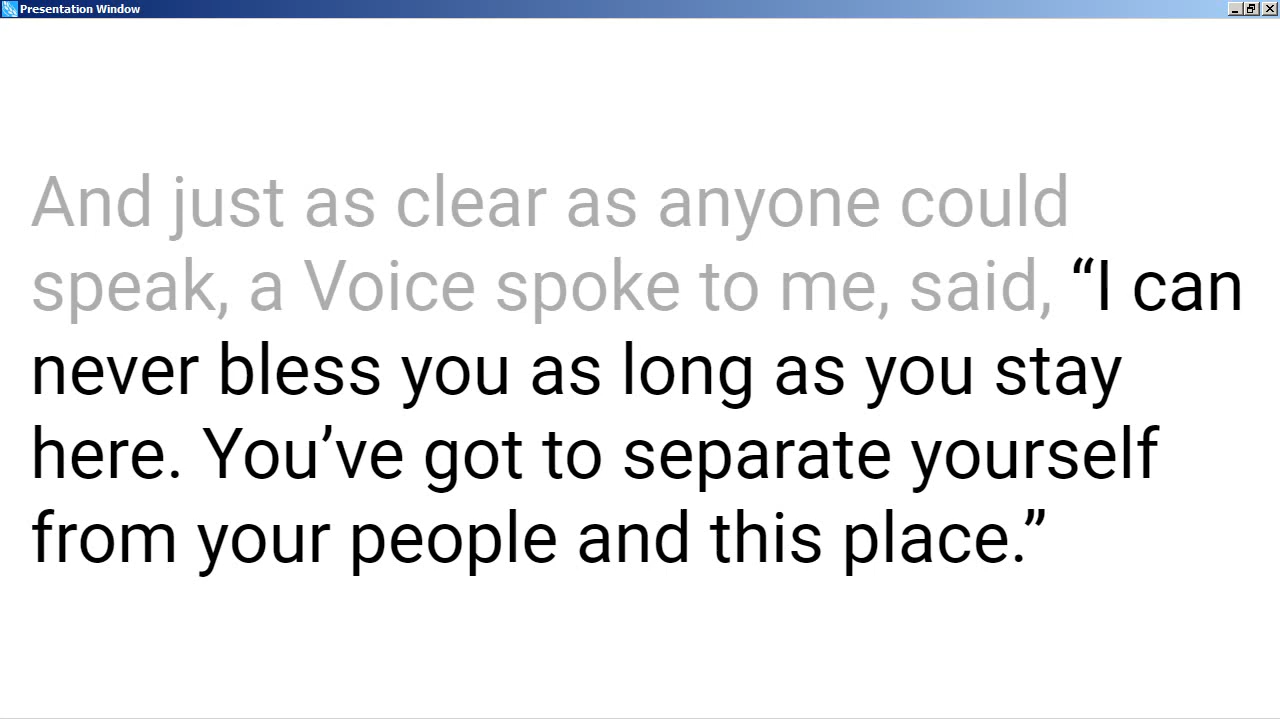 Presentation Window
And just as clear as anyone could
speak, a Voice spoke to me, said, “I can
never bless you as long as you stay
here. You’ve got to separate yourself
from your people and this place.”